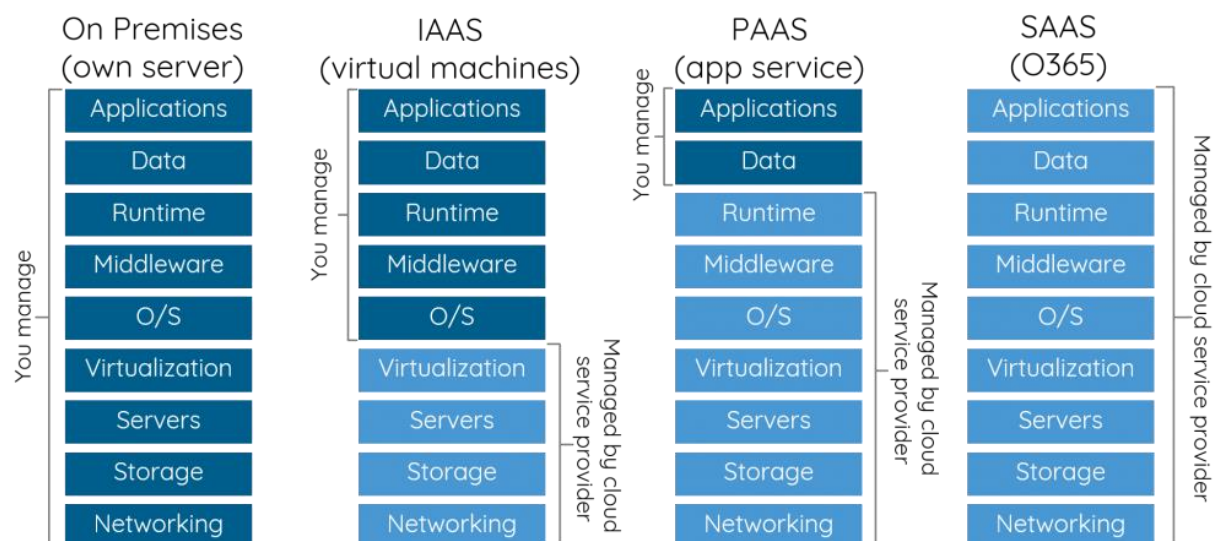 On Premises
(own server)
You manage
Applications
Data
Runtime
Middleware
O/S
Virtualization
Servers
Storage
Networking
IAAS
(virtual machines)
You manage
Applications
Data
Runtime
Middleware
O/S
Virtualization
Servers
Storage
Networking
Managed by cloud
service provider
PAAS
(app service)
You manage
Applications
Data
Runtime
Middleware
O/S
Virtualization
Servers
Storage
Networking
Managed by cloud
service provider
SAAS
(O365)
Applications
Data
Runtime
Middleware
O/S
Virtualization
Servers
Storage
Networking
Managed by cloud service provider